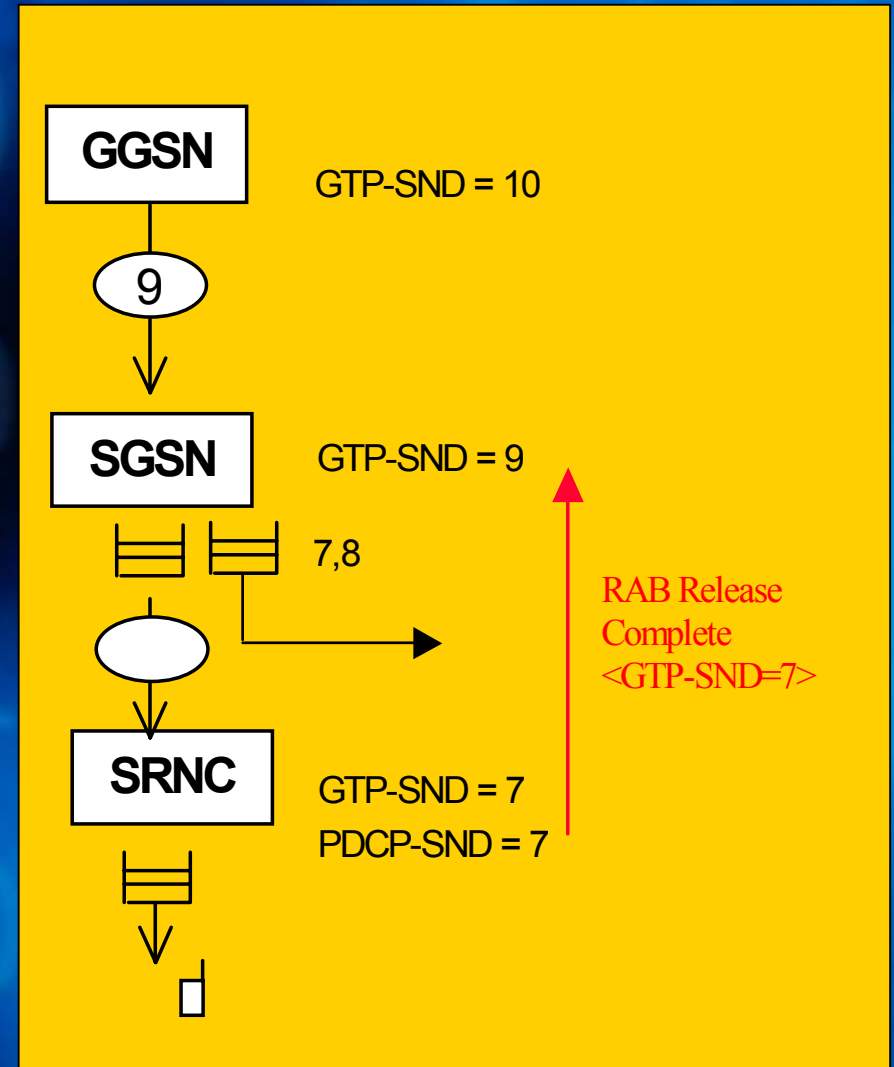 GGSN
GTP-SND = 10
9
SGSN
GTP-SND = 9
7,8
RAB Release
Complete
<GTP-SND=7>
SRNC
GTP-SND = 7
PDCP-SND = 7